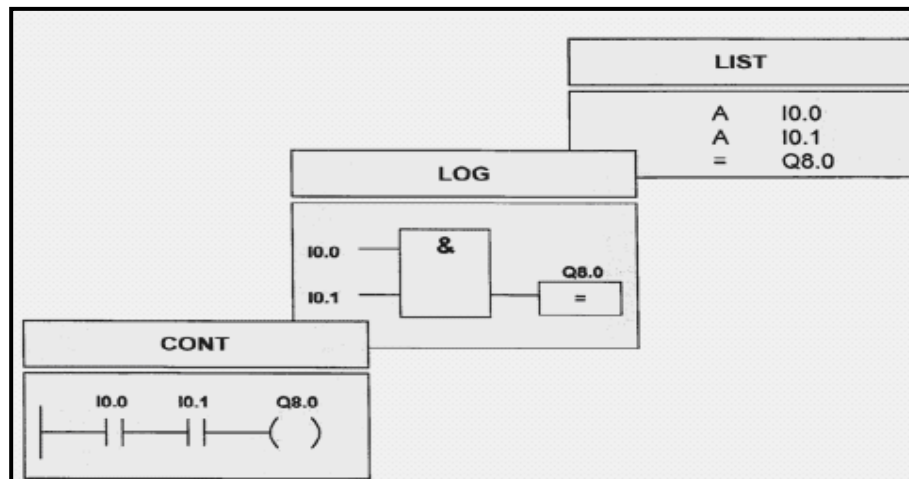 LIST
A I0.0
A I0.1
= Q8.0
LOG
&
I0.0
I0.1
Q8.0
=
CONT
I0.0 I0.1 Q8.0
( )